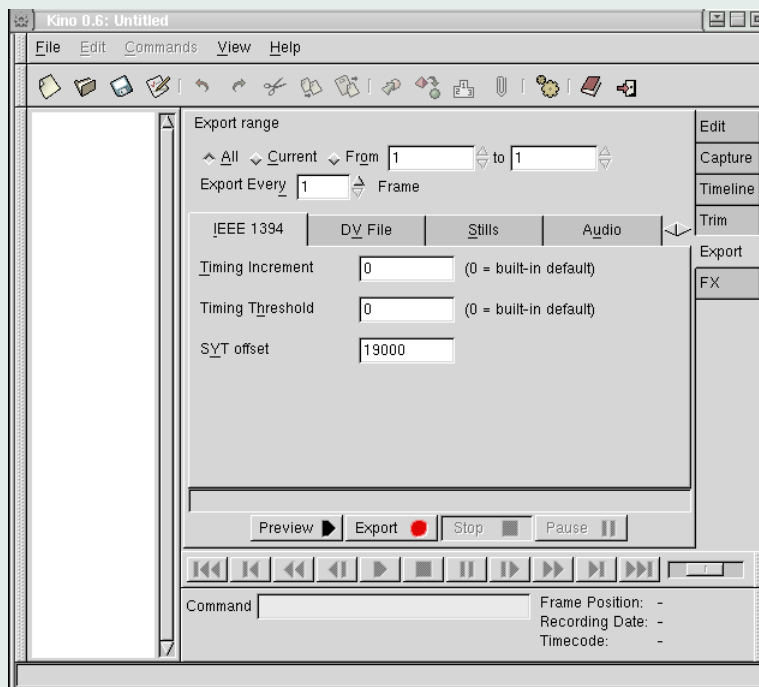 Kino 0.6: Untitled
File Edit Commands View Help
Export range
All Current From 1 to 1
Export Every 1 Frame
IEEE 1394 DV File Stills Audio
Timing Increment 0 (0 = built-in default)
Timing Threshold 0 (0 = built-in default)
SYT offset 19000
Preview Export Stop Pause
Command
Frame Position: -
Recording Date: -
Timecode: -
Edit
Capture
Timeline
Trim
Export
FX